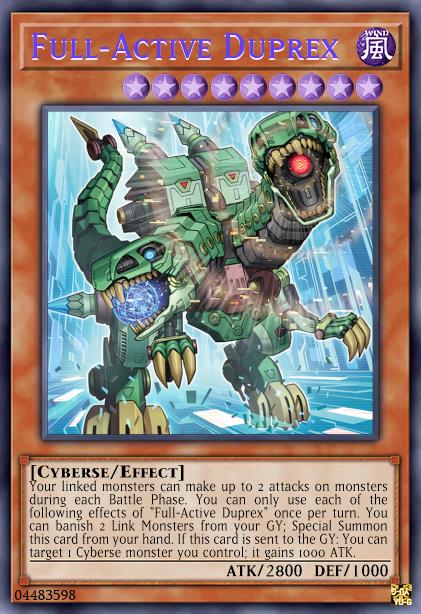 Full-Active Duprex
WIND
風
[Cyberse/Effect]
Your linked monsters can make up to 2 attacks on monsters
during each Battle Phase. You can only use each of the
following effects of "Full-Active Duprex" once per turn. You
can banish 2 Link Monsters from your GY; Special Summon
this card from your hand. If this card is sent to the GY: You can
target 1 Cyberse monster you control; it gains 1000 ATK.
ATK/2800 DEF/1000
04483598